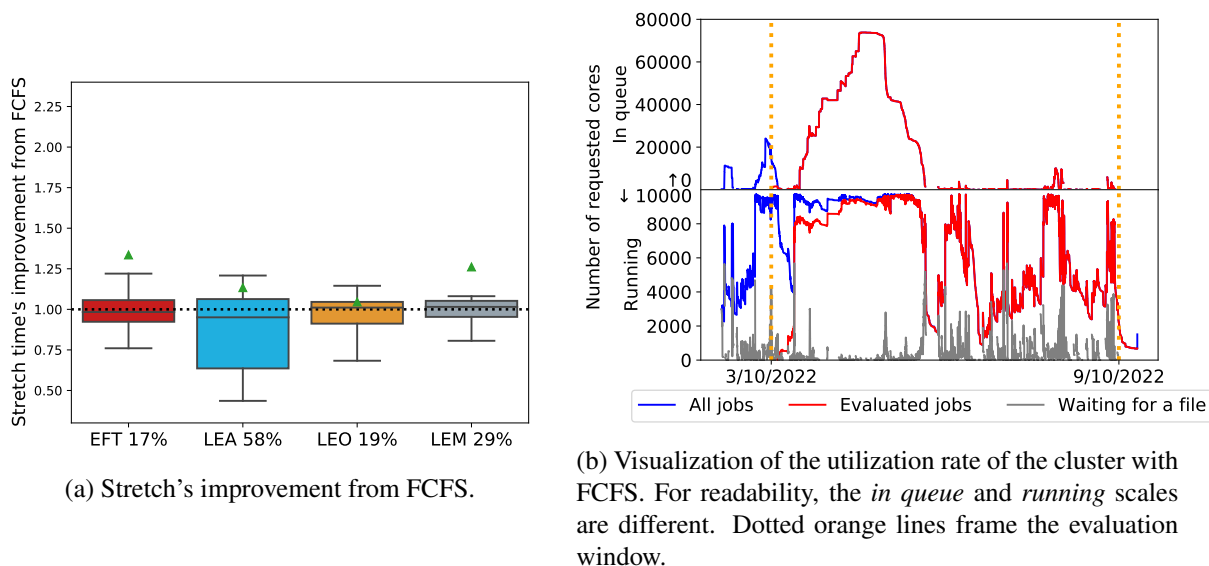 Stretch time's improvement from FCFS
2.25
2.00
1.75
1.50
1.25
1.00
0.75
0.50
EFT 17%
LEA 58%
LEO 19%
LEM 29%
(a) Stretch's improvement from FCFS.
Number of requested cores
In queue
Running
80000
60000
40000
20000
↑0
←
10000
8000
6000
4000
2000
0
3/10/2022
9/10/2022
All jobs
Evaluated jobs
Waiting for a file
(b) Visualization of the utilization rate of the cluster with
FCFS. For readability, the in queue and running scales
are different. Dotted orange lines frame the evaluation
window.